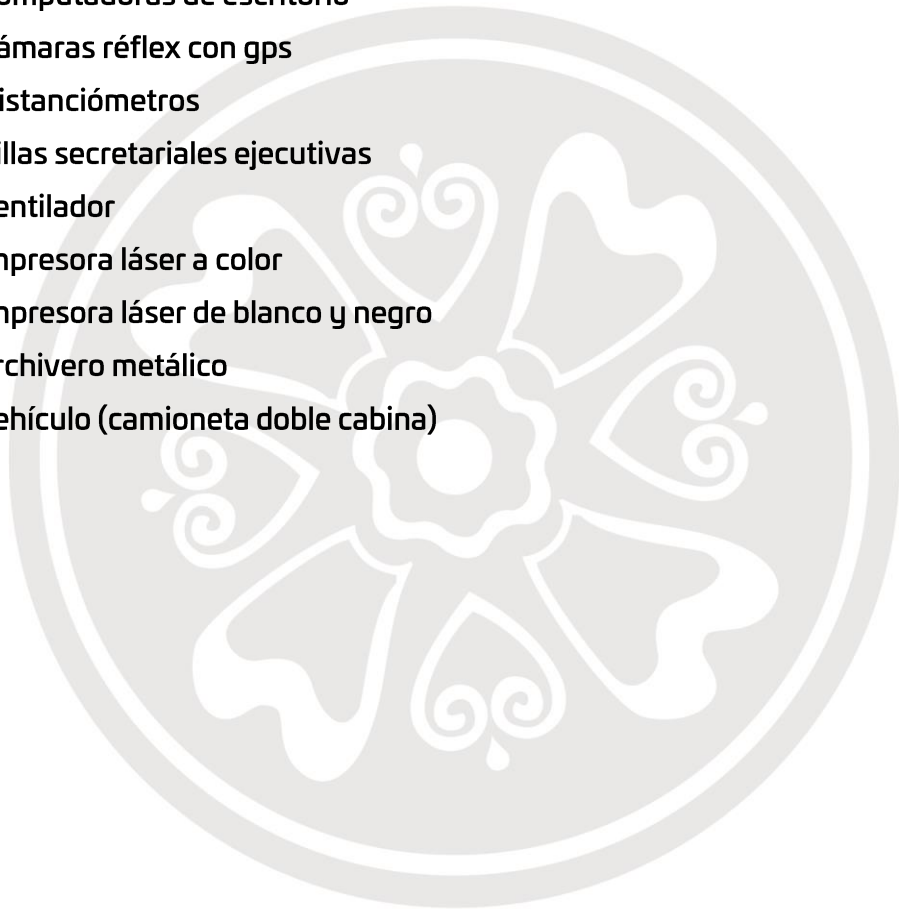 omputadoras de escritorio
ámaras réflex con gps
istanciómetros
illas secretariales ejecutivas
entilador
npresora láser a color
npresora láser de blanco y negro
rchivero metálico
ehículo (camioneta doble cabina)